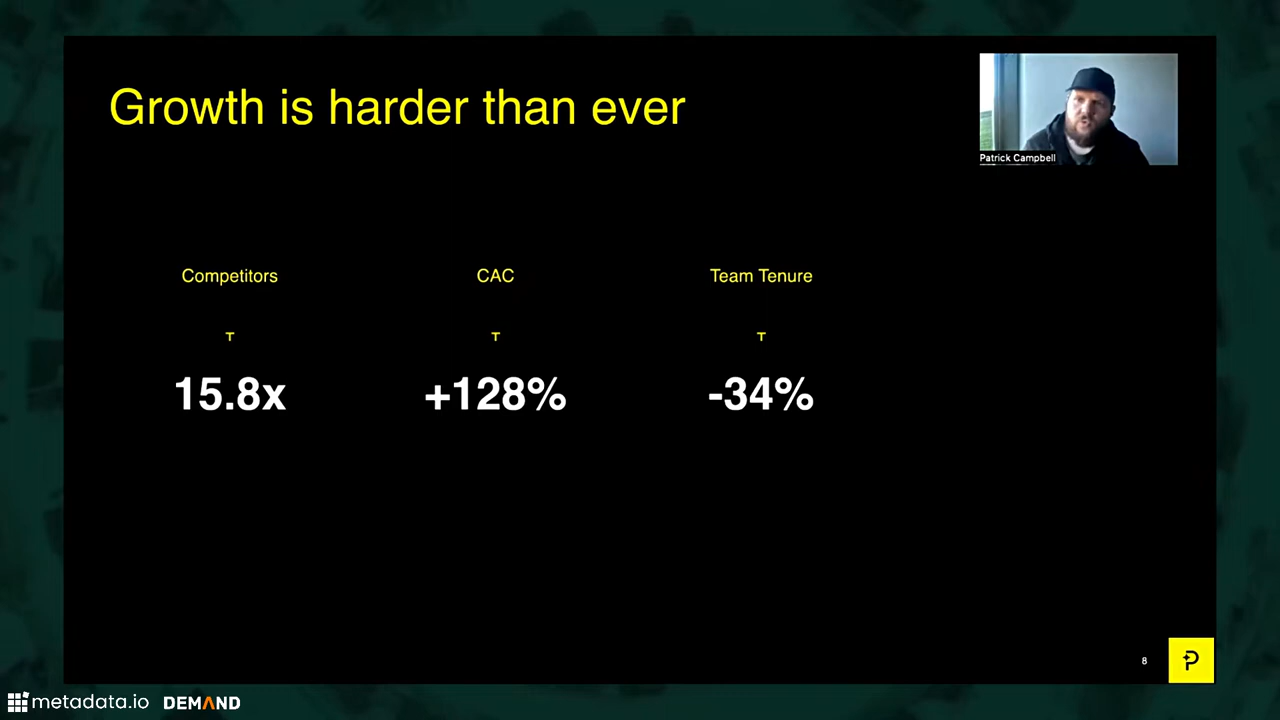 Growth is harder than ever
Patrick Campbell
Competitors
CAC
Team Tenure
15.8x
+128%
-34%
8
metadata.io DEMAND